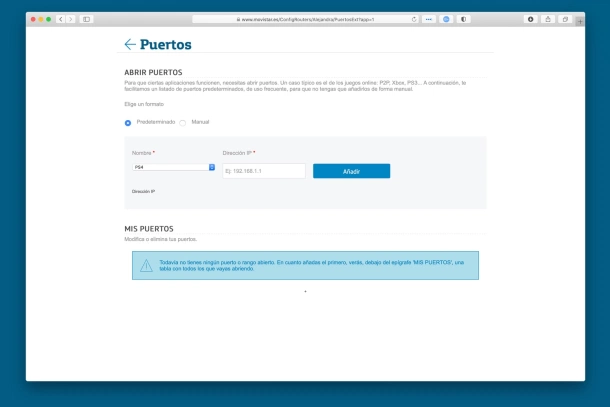 www.movistar.es/ConfigRouters/Alejandra/PuertosExt?app=1
Puertos
ABRIR PUERTOS
Para que ciertas aplicaciones funcionen, necesitas abrir puertos. Un caso típico es el de los juegos online: P2P, Xbox, PS3... A continuación, te
facilitamos un listado de puertos predeterminados, de uso frecuente, para que no tengas que añadirlos de forma manual.
Elige un formato
Predeterminado Manual
Nombre * Dirección IP *
PS4 Ej: 192.168.1.1 Añadir
Dirección IP
MIS PUERTOS
Modifica o elimina tus puertos.
Todavía no tienes ningún puerto o rango abierto. En cuanto añadas el primero, verás, debajo del epígrafe 'MIS PUERTOS', una
tabla con todos los que vayas abriendo.